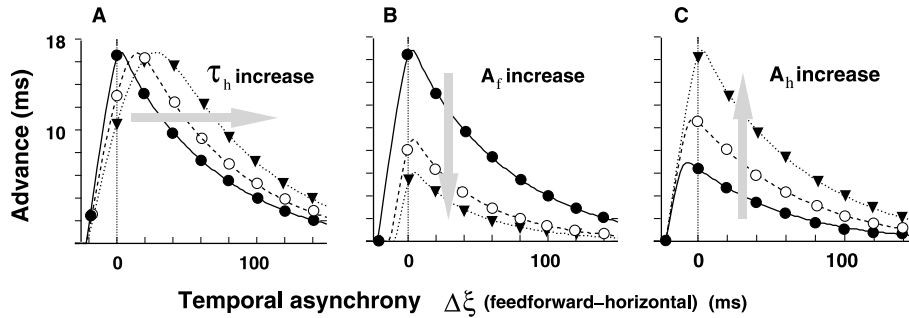 A B C
18
τh increase
Af increase
Ah increase
10
Advance (ms)
0 100 0 100 0 100
Temporal asynchrony Δξ (feedforward–horizontal) (ms)